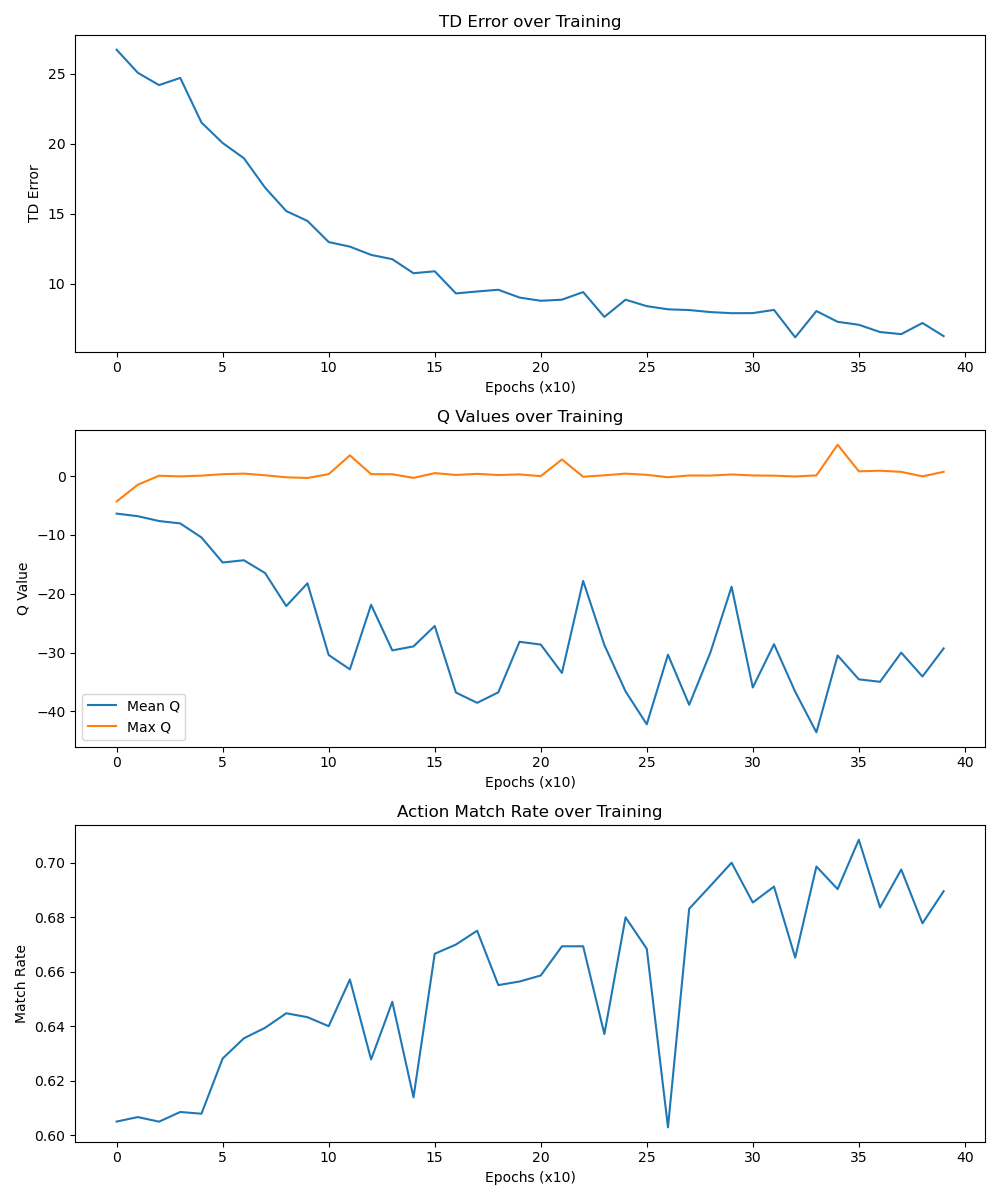 TD Error over Training
25
20
15
10
TD Error
0 5 10 15 20 25 30 35 40
Epochs (x10)
Q Values over Training
0
−10
−20
−30
−40
Q Value
Mean Q
Max Q
0 5 10 15 20 25 30 35 40
Epochs (x10)
Action Match Rate over Training
0.70
0.68
0.66
0.64
0.62
0.60
Match Rate
0 5 10 15 20 25 30 35 40
Epochs (x10)